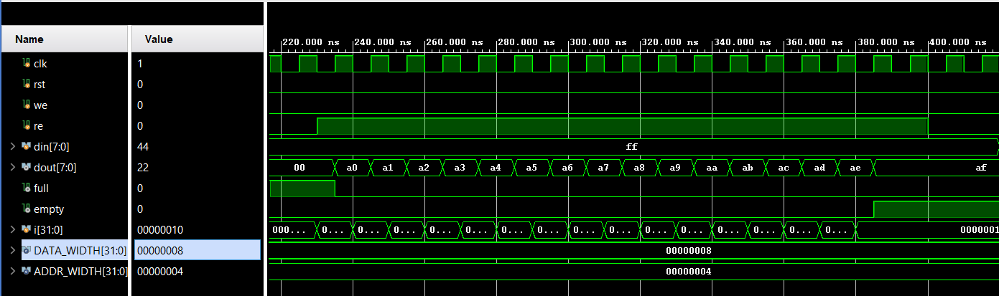 Name Value
220.000 ns 240.000 ns 260.000 ns 280.000 ns 300.000 ns 320.000 ns 340.000 ns 360.000 ns 380.000 ns 400.000 ns
clk 1
rst 0
we 0
re 0
din[7:0] 44 ff
dout[7:0] 22 00 a0 a1 a2 a3 a4 a5 a6 a7 a8 a9 aa ab ac ad ae af
full 0
empty 0
i[31:0] 00000010 000... 0... 0... 0... 0... 0... 0... 0... 0... 0... 0... 0... 0... 0... 0... 0... 0000001
DATA_WIDTH[31:0] 00000008 00000008
ADDR_WIDTH[31:0] 00000004 00000004